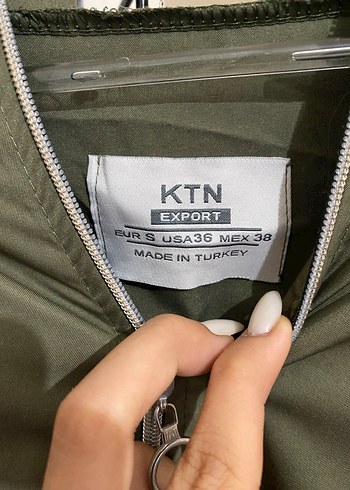 KTN
EXPORT
EUR S USA36 MEX 38
MADE IN TURKEY